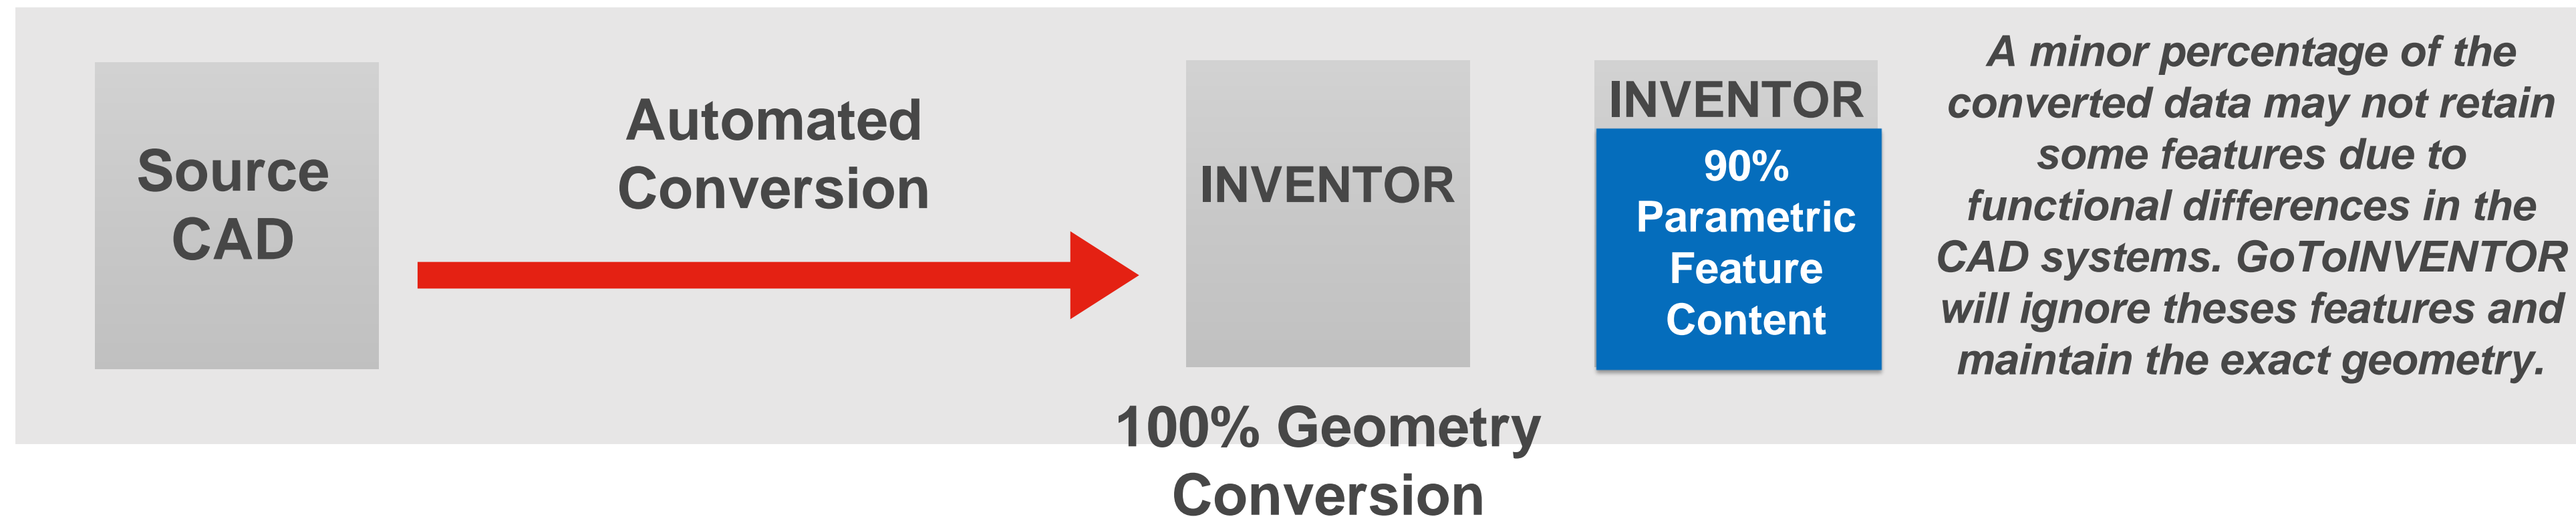 Source
CAD
Automated
Conversion
INVENTOR
100% Geometry
Conversion
INVENTOR
90%
Parametric
Feature
Content
A minor percentage of the
converted data may not retain
some features due to
functional differences in the
CAD systems. GoToINVENTOR
will ignore theses features and
maintain the exact geometry.